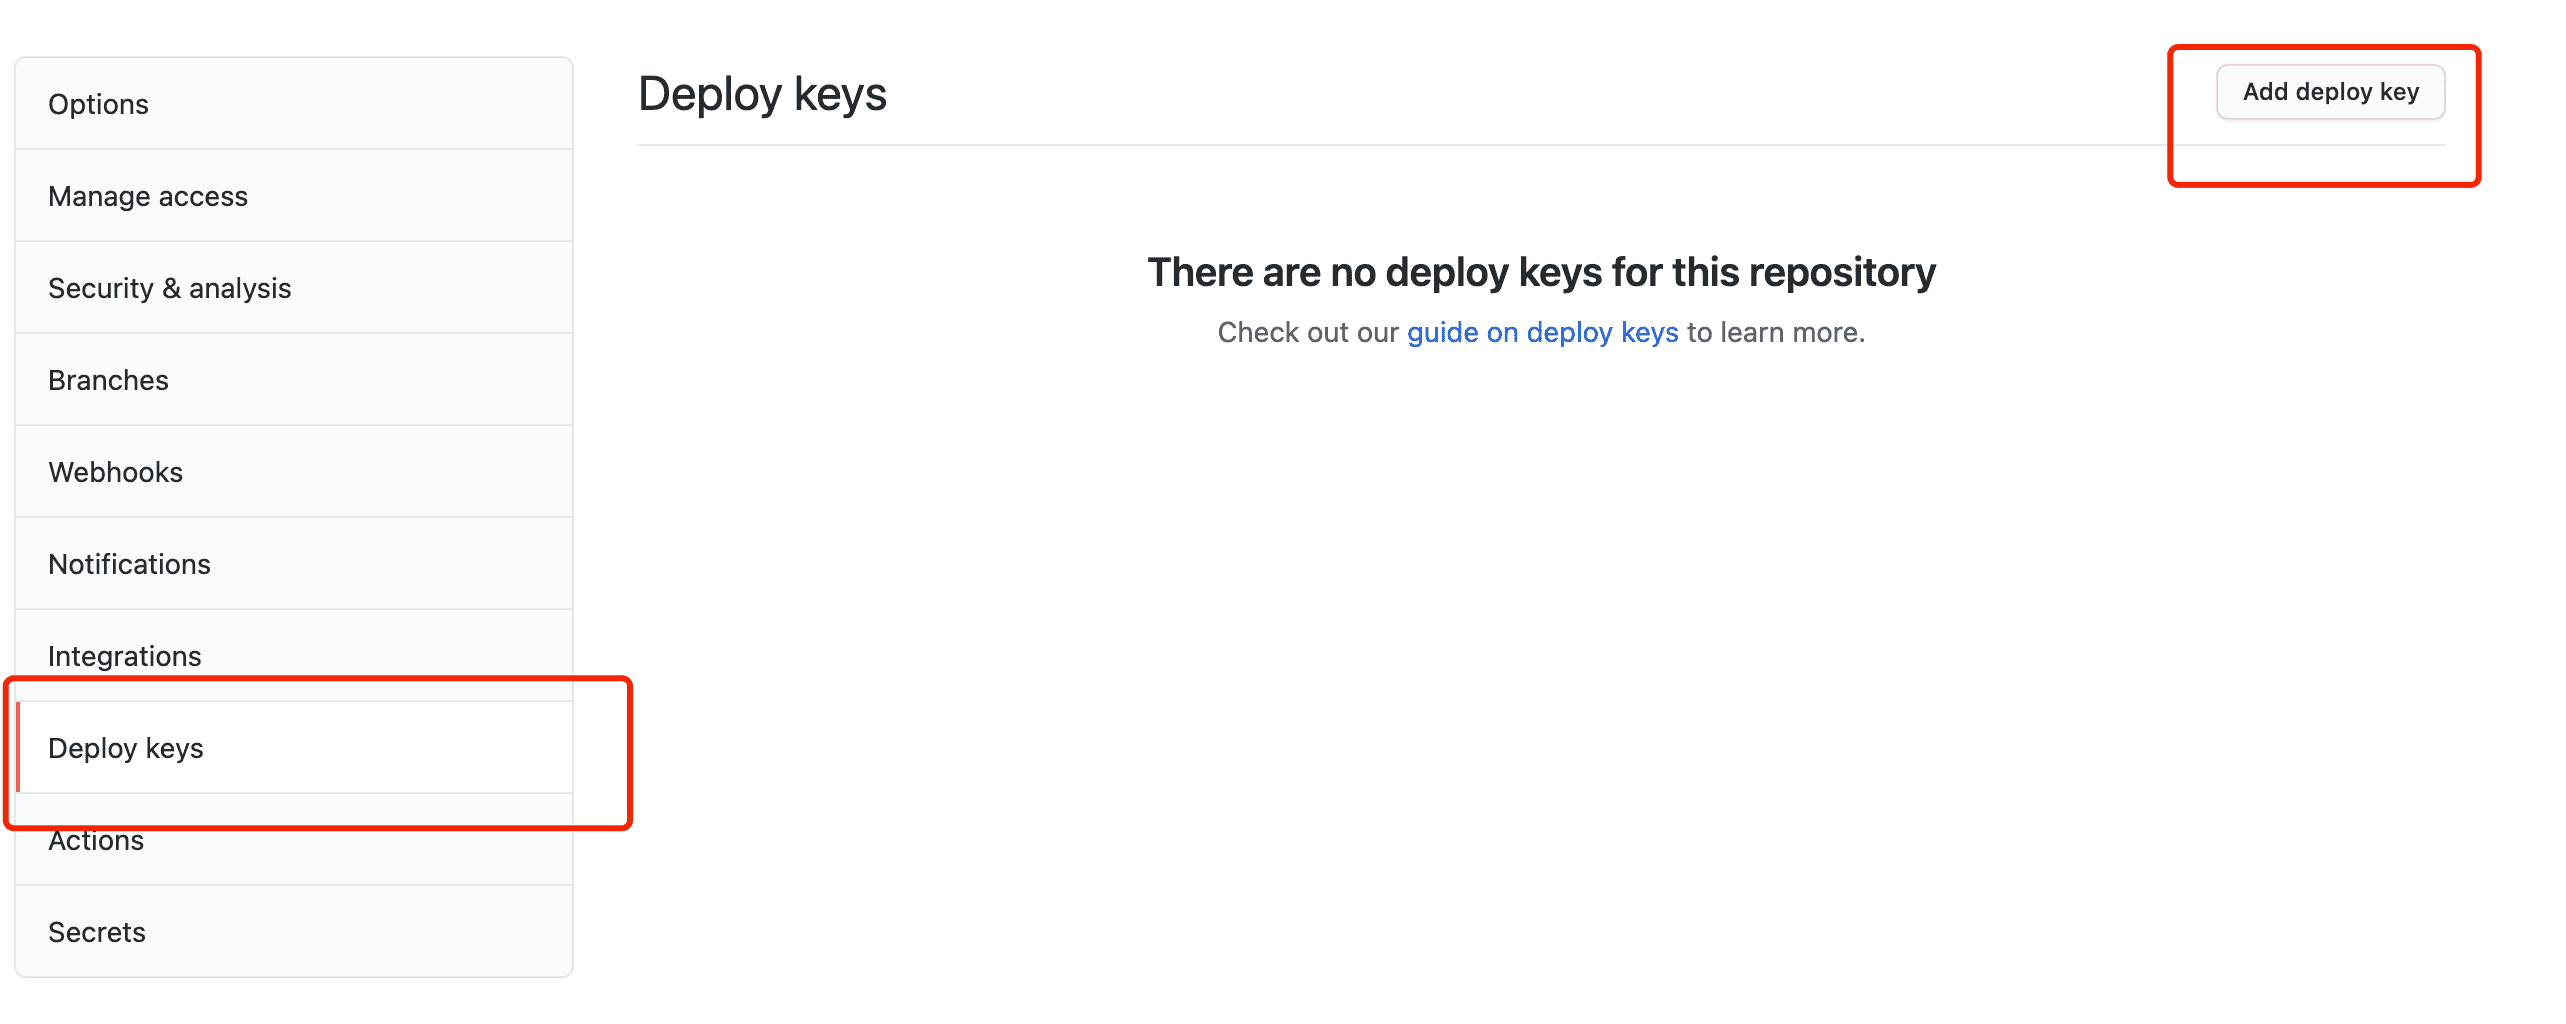 Options
Manage access
Security & analysis
Branches
Webhooks
Notifications
Integrations
Deploy keys
Actions
Secrets
Deploy keys
Add deploy key
There are no deploy keys for this repository
Check out our guide on deploy keys to learn more.